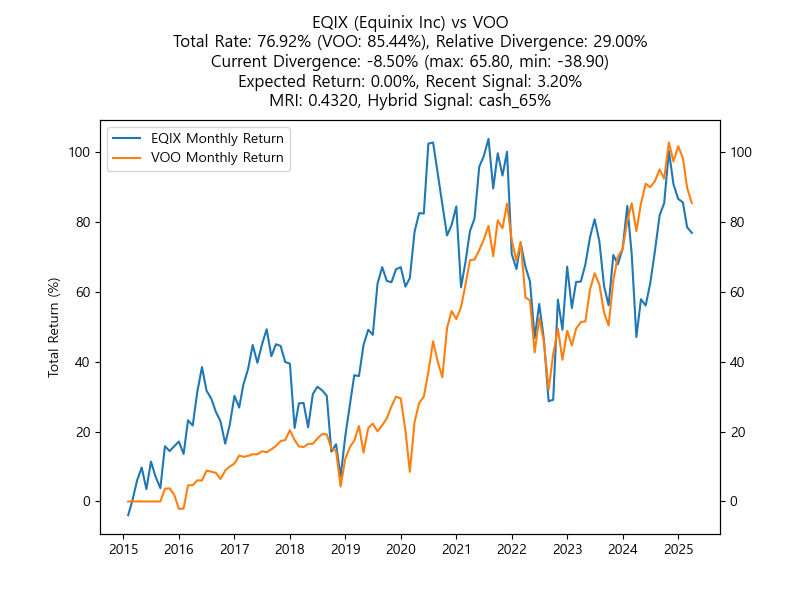 EQIX (Equinix Inc) vs VOO
Total Rate: 76.92% (VOO: 85.44%), Relative Divergence: 29.00%
Current Divergence: -8.50% (max: 65.80, min: -38.90)
Expected Return: 0.00%, Recent Signal: 3.20%
MRI: 0.4320, Hybrid Signal: cash_65%
EQIX Monthly Return
VOO Monthly Return
Total Return (%)
100
80
60
40
20
0
100
80
60
40
20
0
2015 2016 2017 2018 2019 2020 2021 2022 2023 2024 2025